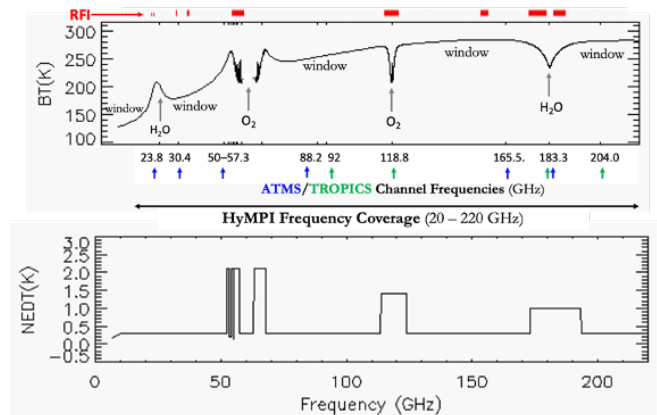 RFI
BT(K)
300
250
200
150
100
window
window
window
window
window
H₂O
O₂
O₂
H₂O
23.8 30.4 50–57.3 88.2 92 118.8 165.5. 183.3 204.0
ATMS/TROPICS Channel Frequencies (GHz)
HyMPI Frequency Coverage (20 – 220 GHz)
NEDT(K)
3.0
2.5
2.0
1.5
1.0
0.5
-0.0
-0.5
0 50 100 150 200
Frequency (GHz)